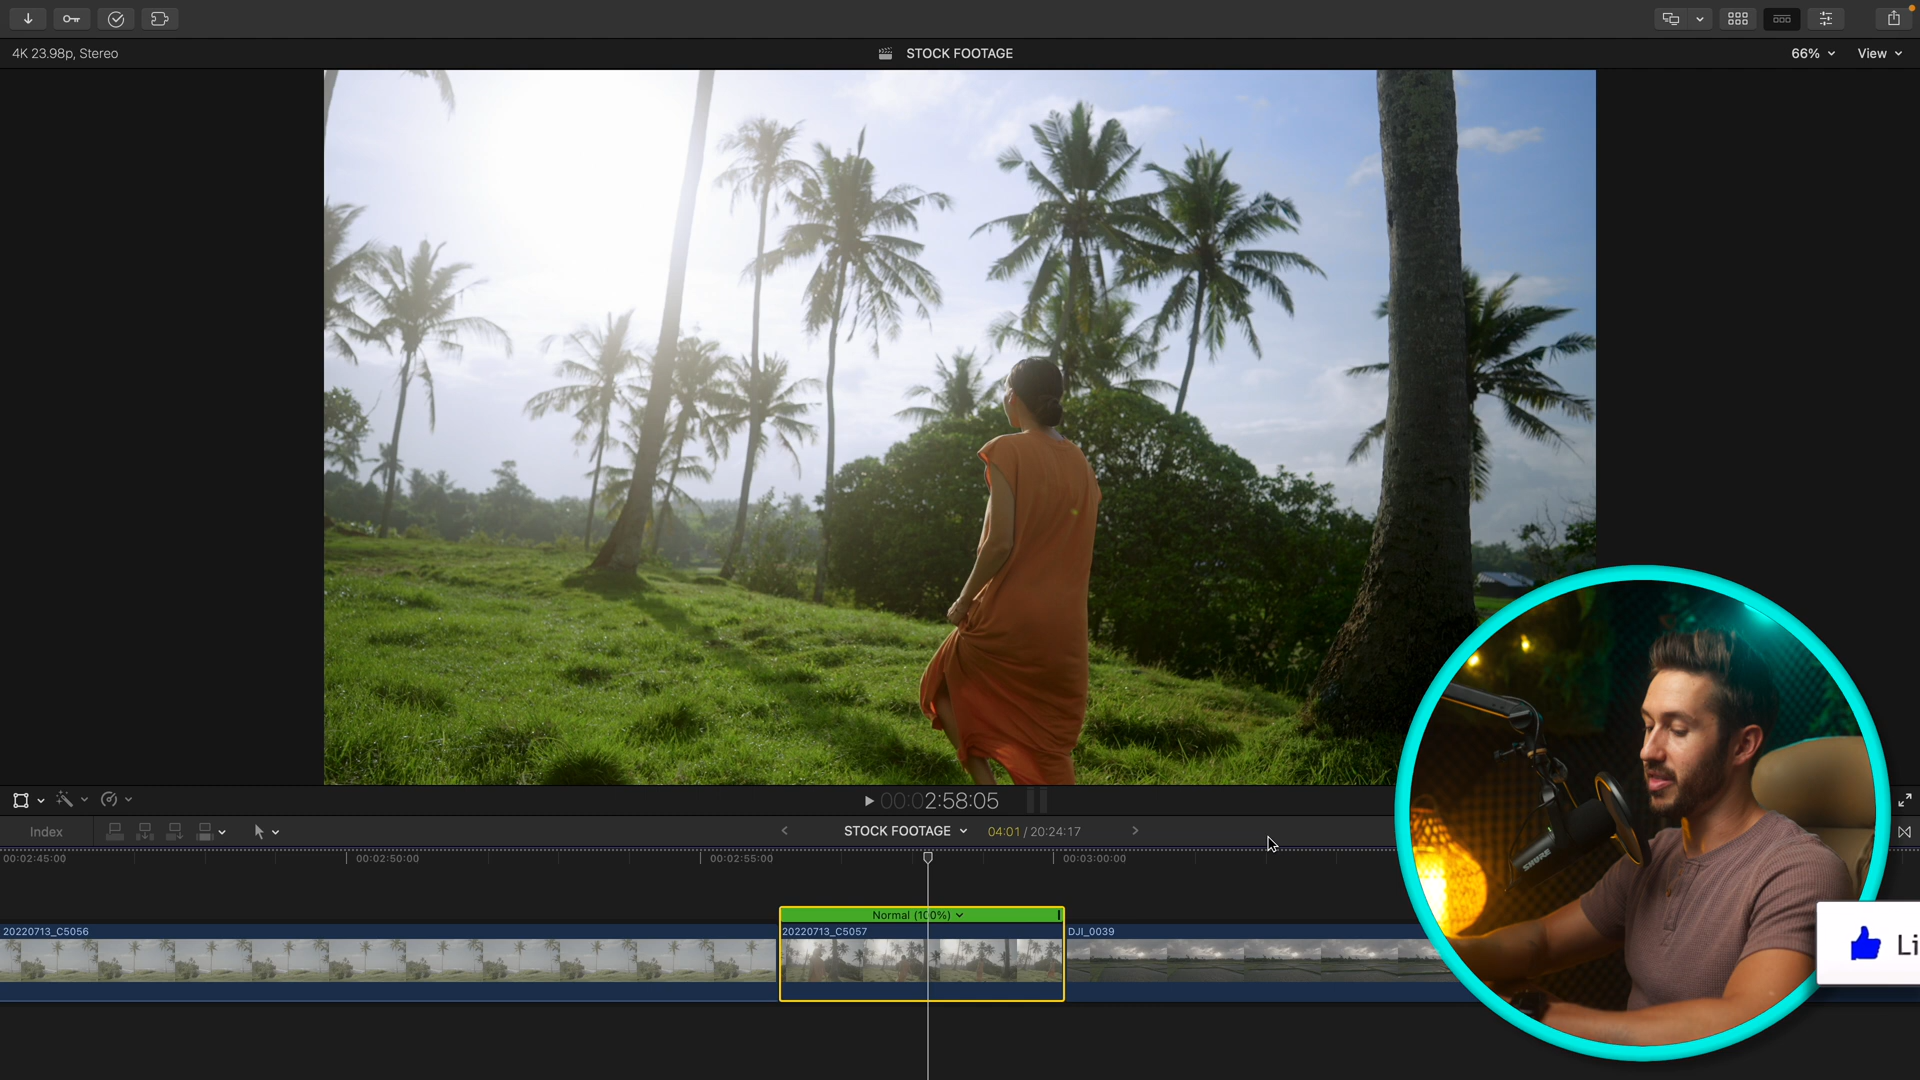 4K 23.98p, Stereo
STOCK FOOTAGE
66%
View
00:02:58:05
Index
STOCK FOOTAGE
04:01 / 20:24:17
00:02:45:00
00:02:50:00
00:02:55:00
00:03:00:00
Normal (100%)
20220713_C5056
20220713_C5057
DJI_0039
SHURE
Li